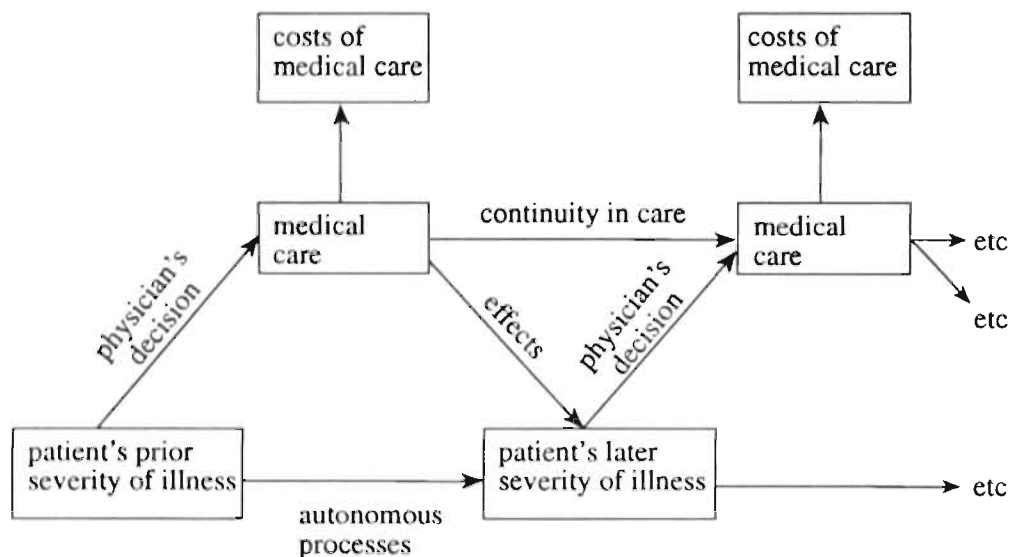 costs of
medical care
costs of
medical care
medical
care
continuity in care
medical
care
etc
etc
physician's
decision
effects
physician's
decision
patient's prior
severity of illness
autonomous
processes
patient's later
severity of illness
etc